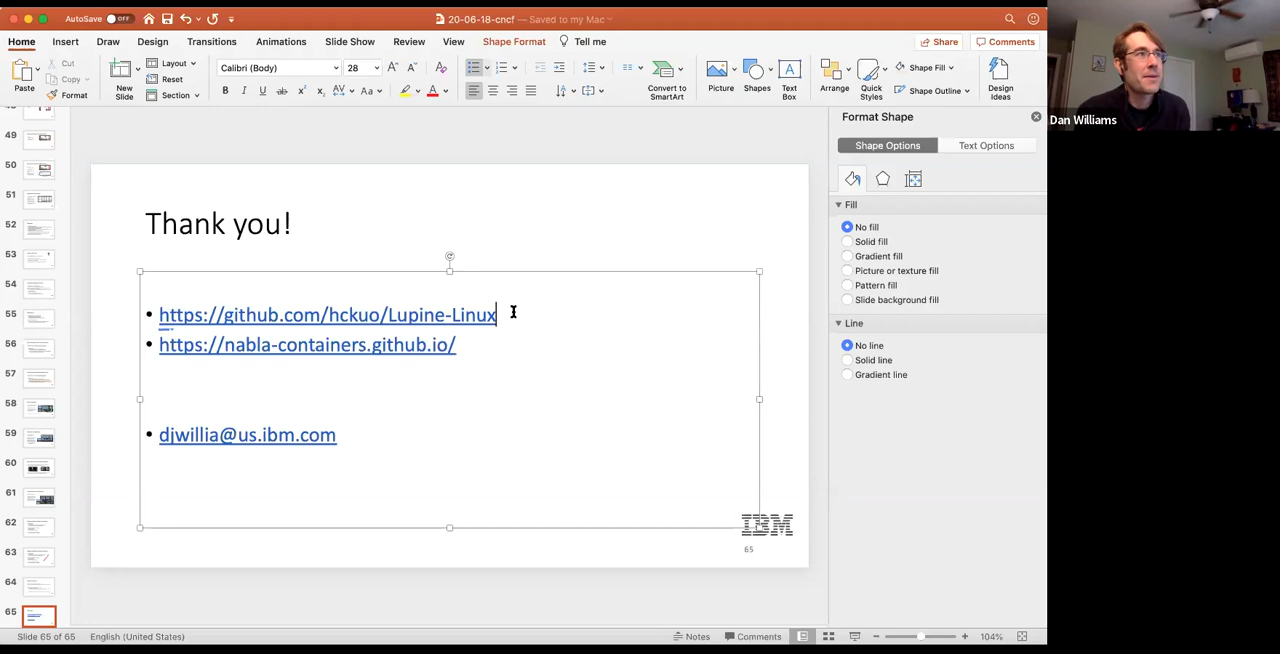 AutoSave OFF
20-06-18-cncf — Saved to my Mac
Home Insert Draw Design Transitions Animations Slide Show Review View Shape Format Tell me
Share Comments
Paste
Cut
Copy
Format
New Slide
Layout
Reset
Section
Calibri (Body) 28
Convert to SmartArt
Picture
Shapes
Text Box
Arrange
Quick Styles
Shape Fill
Shape Outline
Design Ideas
Dan Williams
49
50
51
52
53
54
55
56
57
58
59
60
61
62
63
64
65
Thank you!
• https://github.com/hckuo/Lupine-Linux
• https://nabla-containers.github.io/
• djwillia@us.ibm.com
IBM
65
Format Shape
Shape Options Text Options
Fill
No fill
Solid fill
Gradient fill
Picture or texture fill
Pattern fill
Slide background fill
Line
No line
Solid line
Gradient line
Slide 65 of 65 English (United States)
Notes Comments 104%